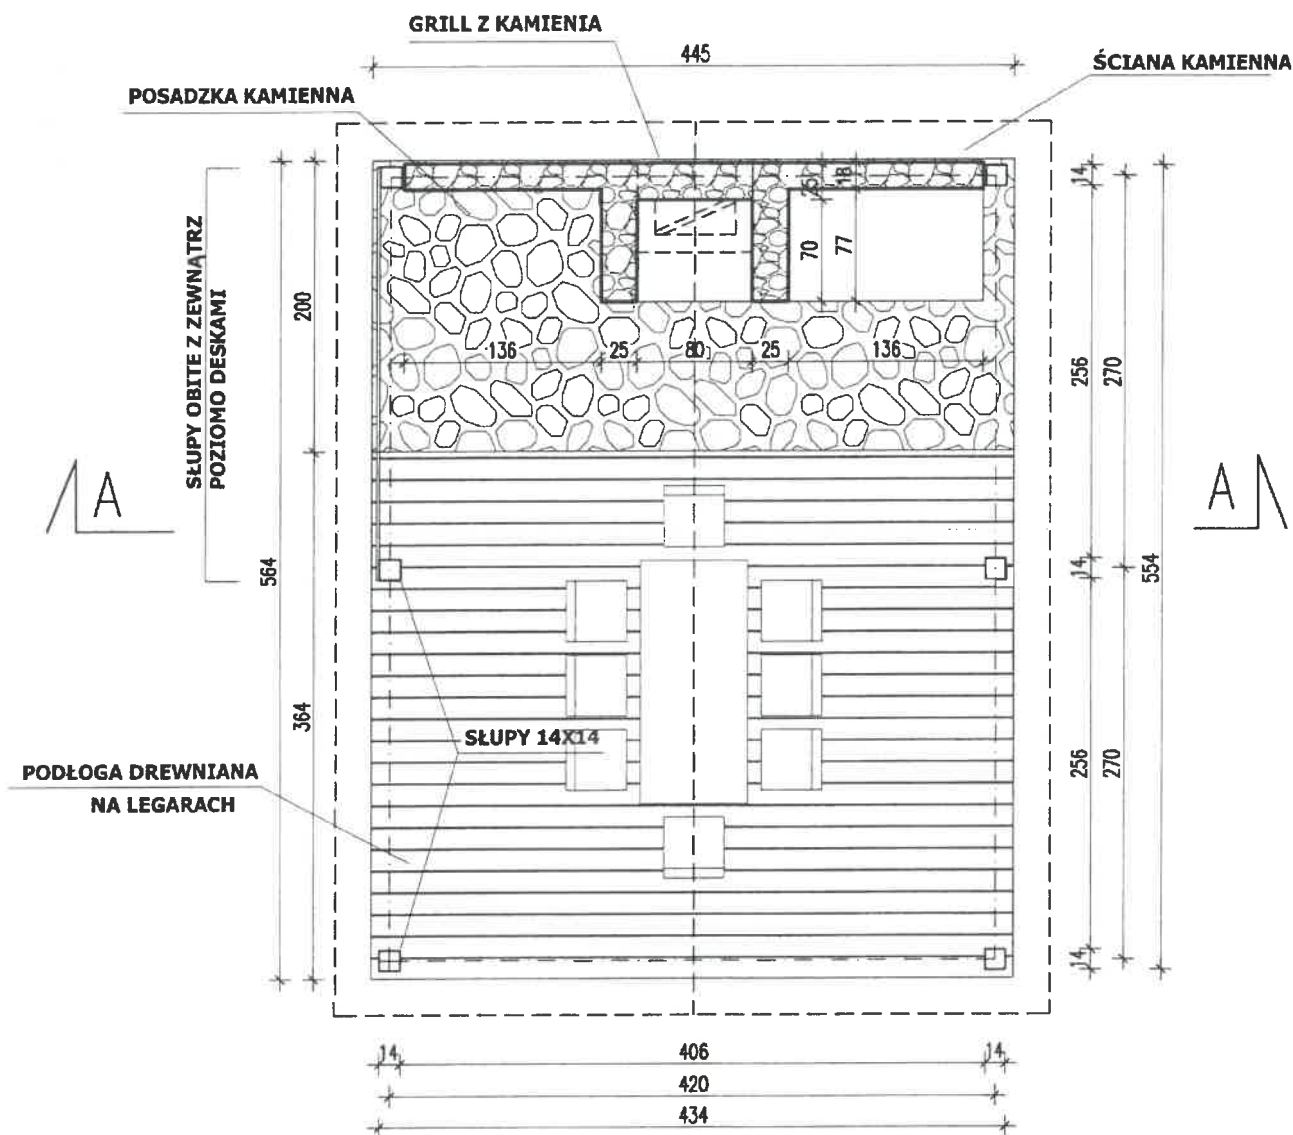 GRILL Z KAMIENIA
445
ŚCIANA KAMIENNA
POSADZKA KAMIENNA
14
25
18
70
77
SŁUPY OBITE Z ZEWNĄTRZ
POZIOMO DESKAMI
200
136
25
80
25
136
256
270
A
A
564
14
554
364
SŁUPY 14X14
256
270
PODŁOGA DREWNIANA
NA LEGARACH
14
14
406
14
420
434